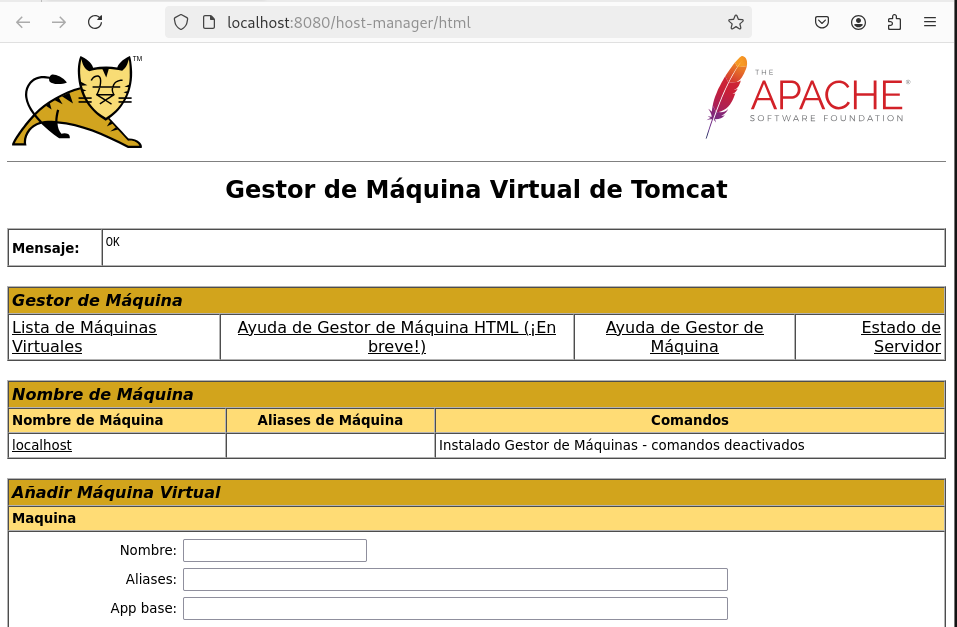 localhost:8080/host-manager/html
TM
THE
APACHE®
SOFTWARE FOUNDATION
Gestor de Máquina Virtual de Tomcat
Mensaje: OK
Gestor de Máquina
Lista de Máquinas Virtuales
Ayuda de Gestor de Máquina HTML (¡En breve!)
Ayuda de Gestor de Máquina
Estado de Servidor
Nombre de Máquina
Nombre de Máquina Aliases de Máquina Comandos
localhost Instalado Gestor de Máquinas - comandos deactivados
Añadir Máquina Virtual
Maquina
Nombre:
Aliases:
App base: